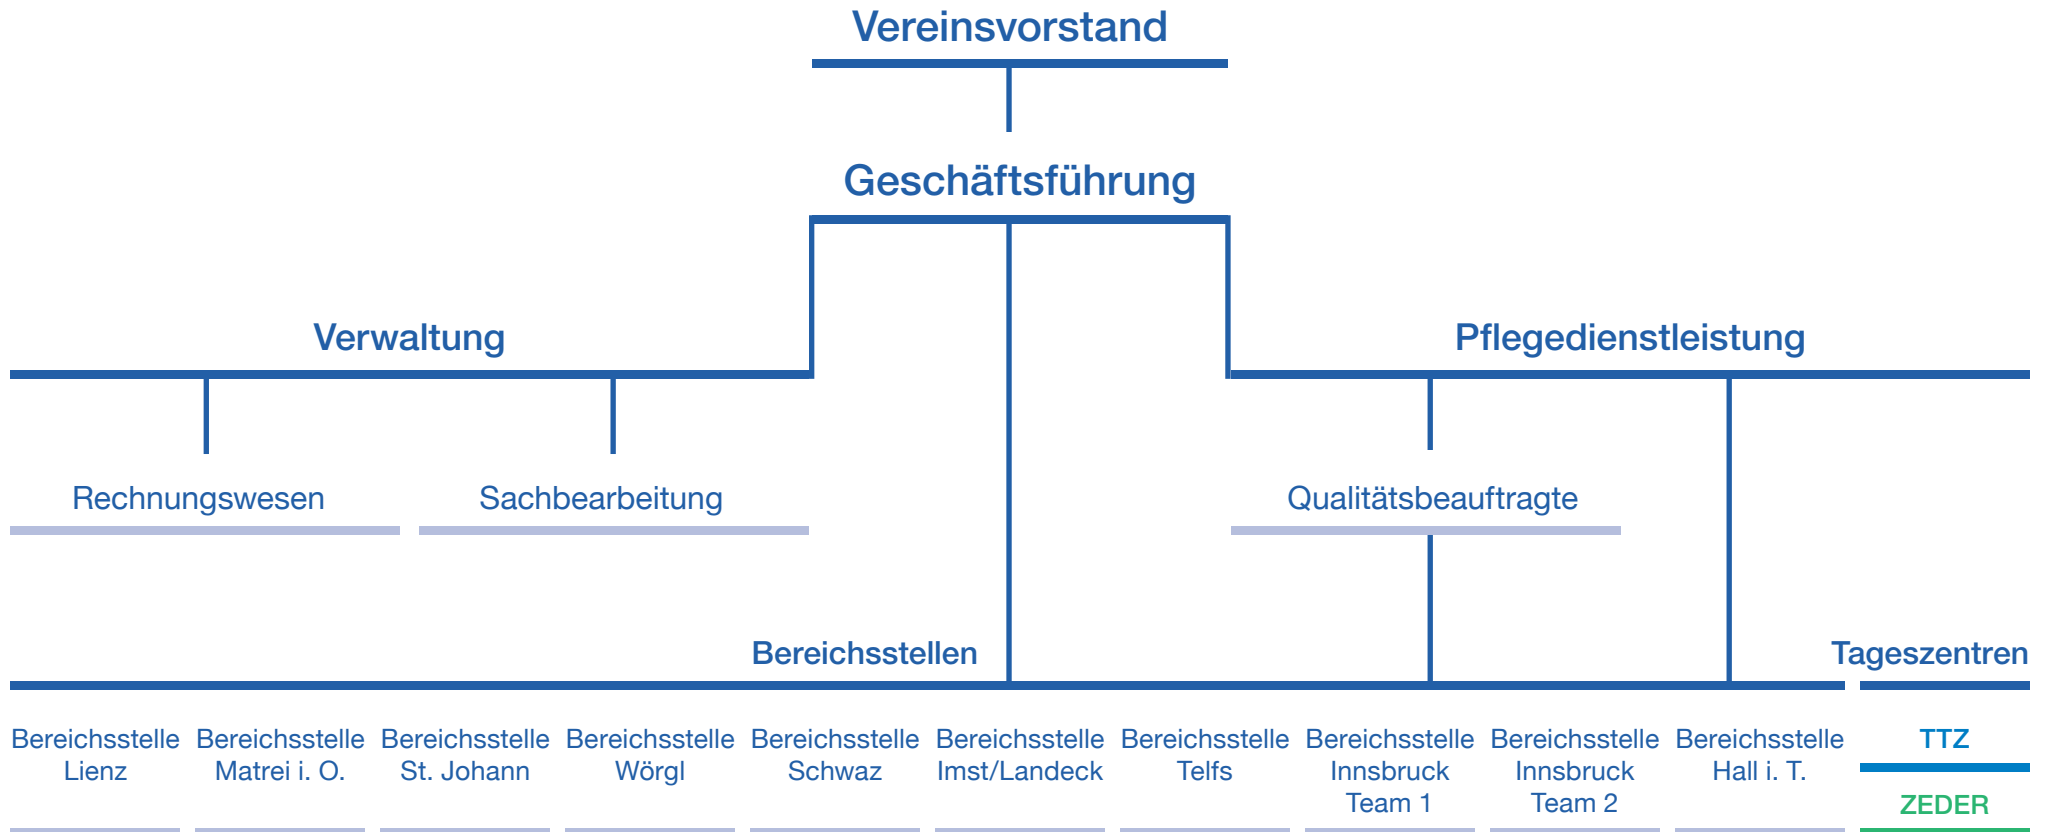 Vereinsvorstand
Geschäftsführung
Verwaltung
Pflegedienstleistung
Rechnungswesen
Sachbearbeitung
Qualitätsbeauftragte
Bereichsstellen
Tageszentren
Bereichsstelle
Lienz
Bereichsstelle
Matrei i. O.
Bereichsstelle
St. Johann
Bereichsstelle
Wörgl
Bereichsstelle
Schwaz
Bereichsstelle
Imst/Landeck
Bereichsstelle
Telfs
Bereichsstelle
Innsbruck
Team 1
Bereichsstelle
Innsbruck
Team 2
Bereichsstelle
Hall i. T.
TTZ
ZEDER